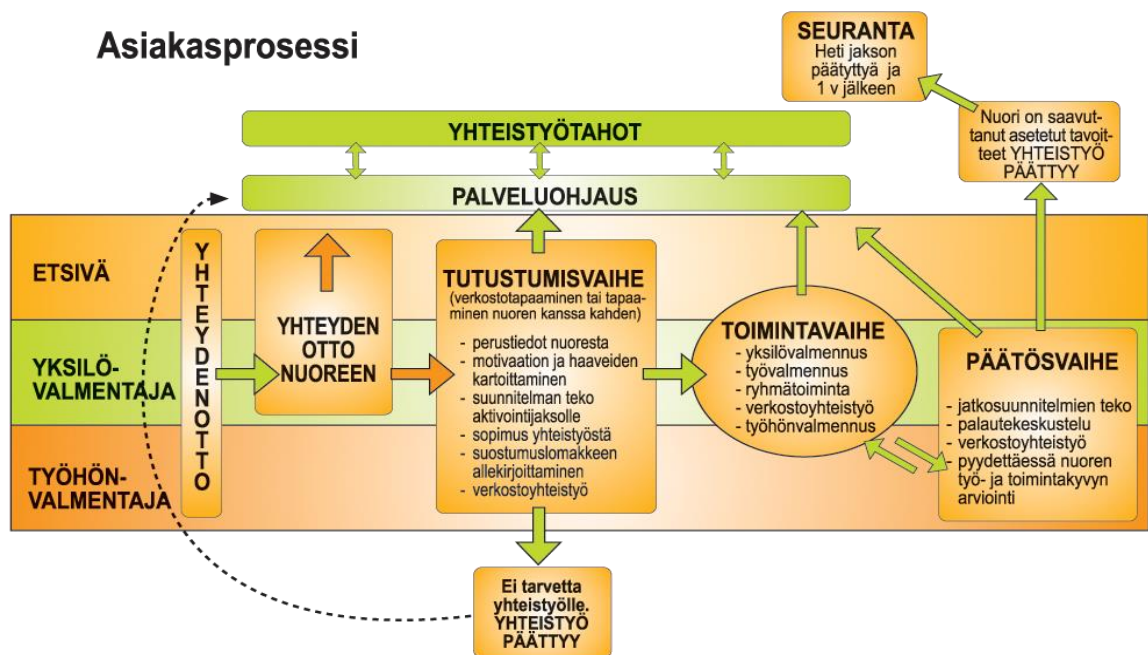 Asiakasprosessi
SEURANTA
Heti jakson
päätyttyä ja
1 v jälkeen
Nuori on saavut-
tanut asetetut tavoit-
teet YHTEISTYÖ
PÄÄTTYY
YHTEISTYÖTAHOT
PALVELUOHJAUS
ETSIVÄ
YKSILÖ-
VALMENTAJA
TYÖHÖN-
VALMENTAJA
YHTEYDENOTTO
YHTEYDEN
OTTO
NUOREEN
TUTUSTUMISVAIHE
(verkostotapaaminen tai tapaa-
minen nuoren kanssa kahden)
- perustiedot nuoresta
- motivaation ja haaveiden
kartoittaminen
- suunnitelman teko
aktivointijaksolle
- sopimus yhteistyöstä
- suostumuslomakkeen
allekirjoittaminen
- verkostoyhteistyö
TOIMINTAVAIHE
- yksilövalmennus
- työvalmennus
- ryhmätoiminta
- verkostoyhteistyö
- työhönvalmennus
PÄÄTÖSVAIHE
- jatkosuunnitelmien teko
- palautekeskustelu
- verkostoyhteistyö
- pyydettäessä nuoren
työ- ja toimintakyvyn
arviointi
Ei tarvetta
yhteistyölle.
YHTEISTYÖ
PÄÄTTYY